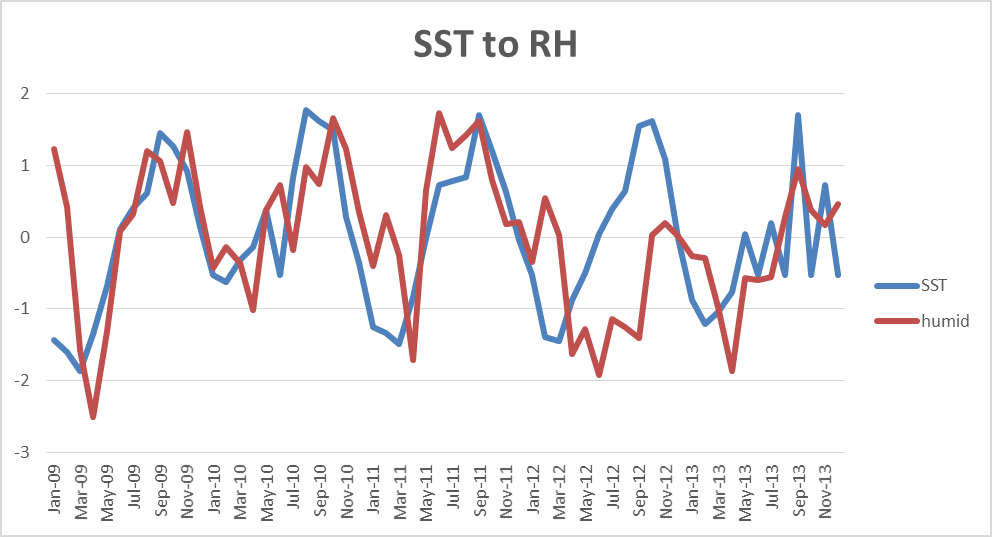 SST to RH
2
1
0
-1
-2
-3
Jan-09
Mar-09
May-09
Jul-09
Sep-09
Nov-09
Jan-10
Mar-10
May-10
Jul-10
Sep-10
Nov-10
Jan-11
Mar-11
May-11
Jul-11
Sep-11
Nov-11
Jan-12
Mar-12
May-12
Jul-12
Sep-12
Nov-12
Jan-13
Mar-13
May-13
Jul-13
Sep-13
Nov-13
SST
humid